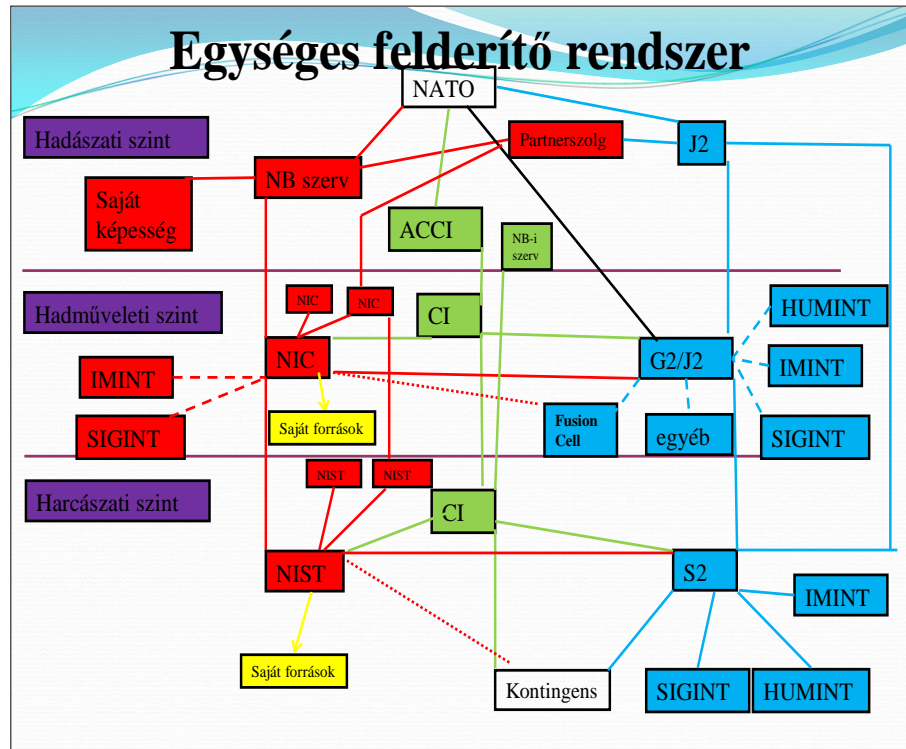 Egységes felderítő rendszer
NATO
Hadászati szint
Partnerszolg
J2
NB szerv
Saját
képesség
ACCI
NB-i
szerv
Hadműveleti szint
NIC
NIC
CI
HUMINT
NIC
G2/J2
IMINT
IMINT
SIGINT
Saját források
Fusion
Cell
egyéb
SIGINT
Harcászati szint
NIST
NIST
CI
NIST
S2
IMINT
Saját források
Kontingens
SIGINT
HUMINT